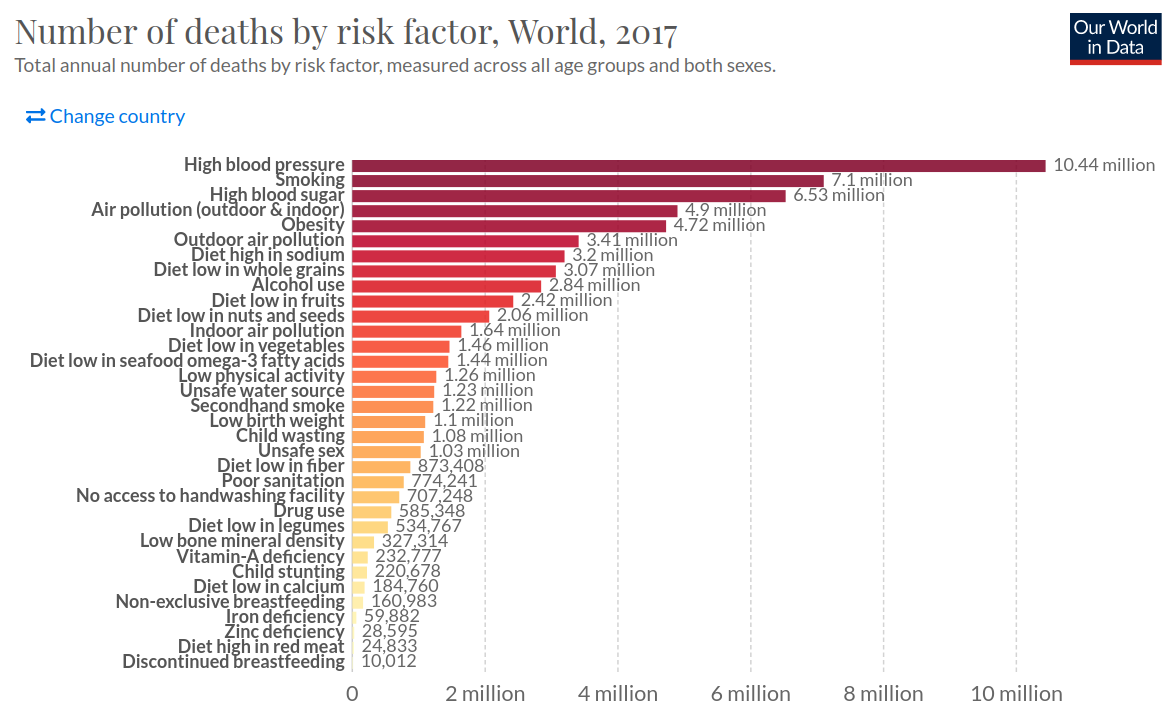 Number of deaths by risk factor, World, 2017
Our World
in Data
Total annual number of deaths by risk factor, measured across all age groups and both sexes.
Change country
High blood pressure 10.44 million
Smoking 7.1 million
High blood sugar 6.53 million
Air pollution (outdoor & indoor) 4.9 million
Obesity 4.72 million
Outdoor air pollution 3.41 million
Diet high in sodium 3.2 million
Diet low in whole grains 3.07 million
Alcohol use 2.84 million
Diet low in fruits 2.42 million
Diet low in nuts and seeds 2.06 million
Indoor air pollution 1.64 million
Diet low in vegetables 1.46 million
Diet low in seafood omega-3 fatty acids 1.44 million
Low physical activity 1.26 million
Unsafe water source 1.23 million
Secondhand smoke 1.22 million
Low birth weight 1.1 million
Child wasting 1.08 million
Unsafe sex 1.03 million
Diet low in fiber 873,408
Poor sanitation 774,241
No access to handwashing facility 707,248
Drug use 585,348
Diet low in legumes 534,767
Low bone mineral density 327,314
Vitamin-A deficiency 232,777
Child stunting 220,678
Diet low in calcium 184,760
Non-exclusive breastfeeding 160,983
Iron deficiency 59,882
Zinc deficiency 28,595
Diet high in red meat 24,833
Discontinued breastfeeding 10,012
0 2 million 4 million 6 million 8 million 10 million